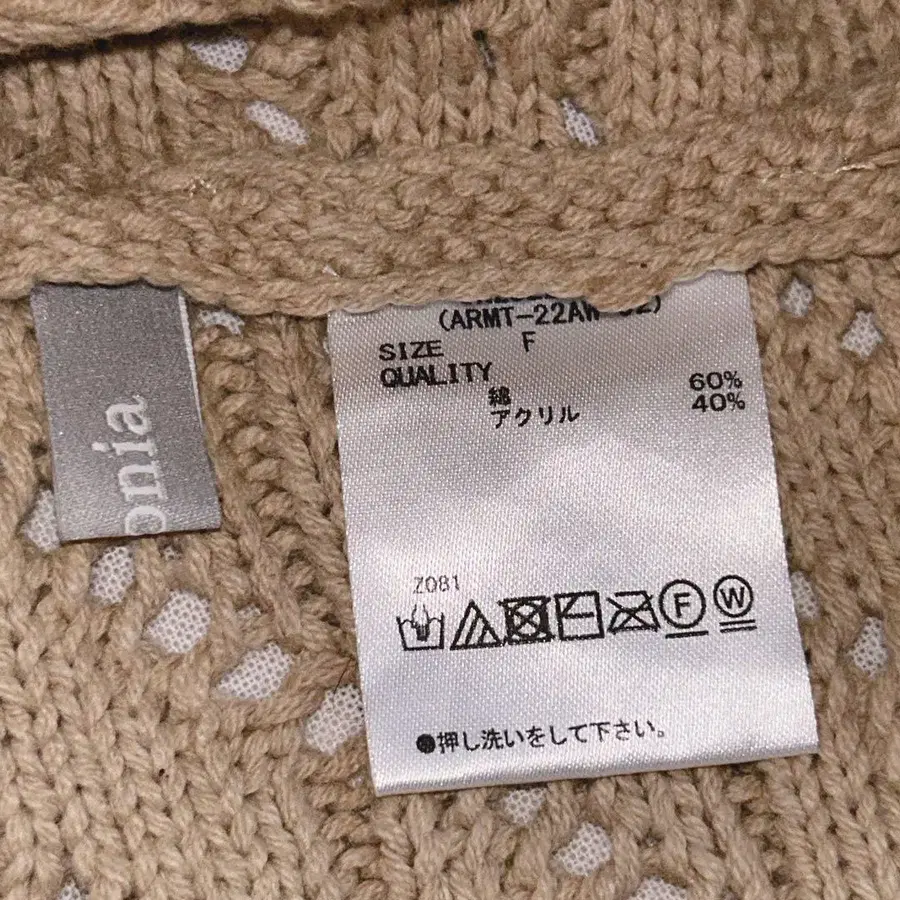 (ARMT-22AW-02)
SIZE F
QUALITY
綿 60%
アクリル 40%
Z081
F
W
●押し洗いをして下さい。
onia